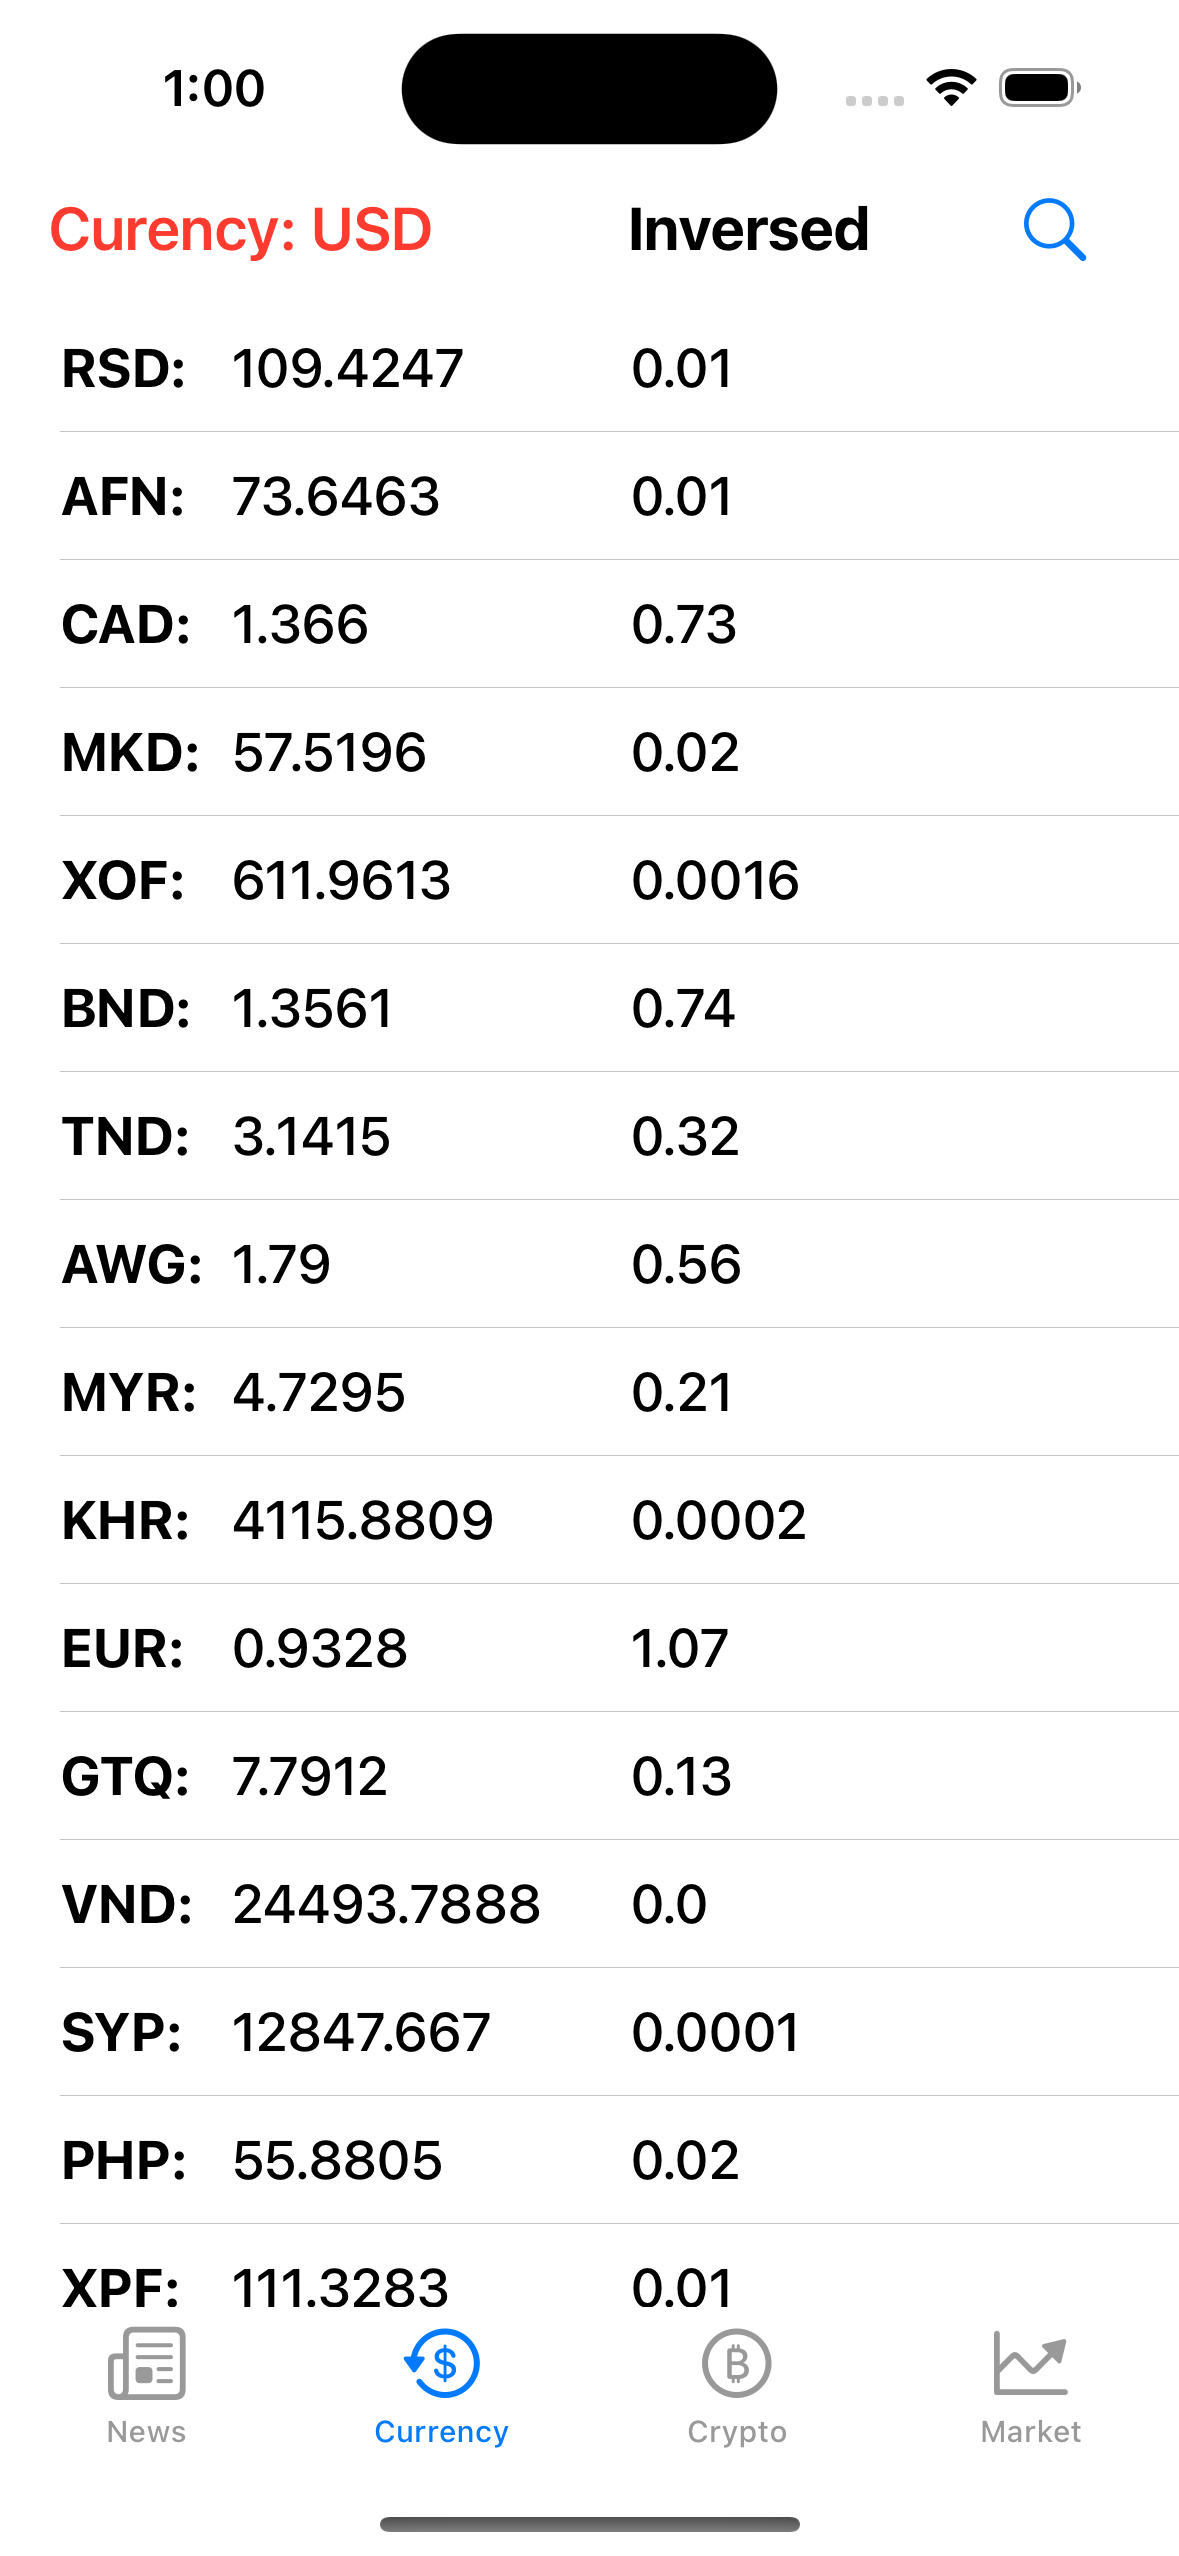 1:00
Curency: USD Inversed
RSD: 109.4247 0.01
AFN: 73.6463 0.01
CAD: 1.366 0.73
MKD: 57.5196 0.02
XOF: 611.9613 0.0016
BND: 1.3561 0.74
TND: 3.1415 0.32
AWG: 1.79 0.56
MYR: 4.7295 0.21
KHR: 4115.8809 0.0002
EUR: 0.9328 1.07
GTQ: 7.7912 0.13
VND: 24493.7888 0.0
SYP: 12847.667 0.0001
PHP: 55.8805 0.02
XPF: 111.3283 0.01
News Currency Crypto Market